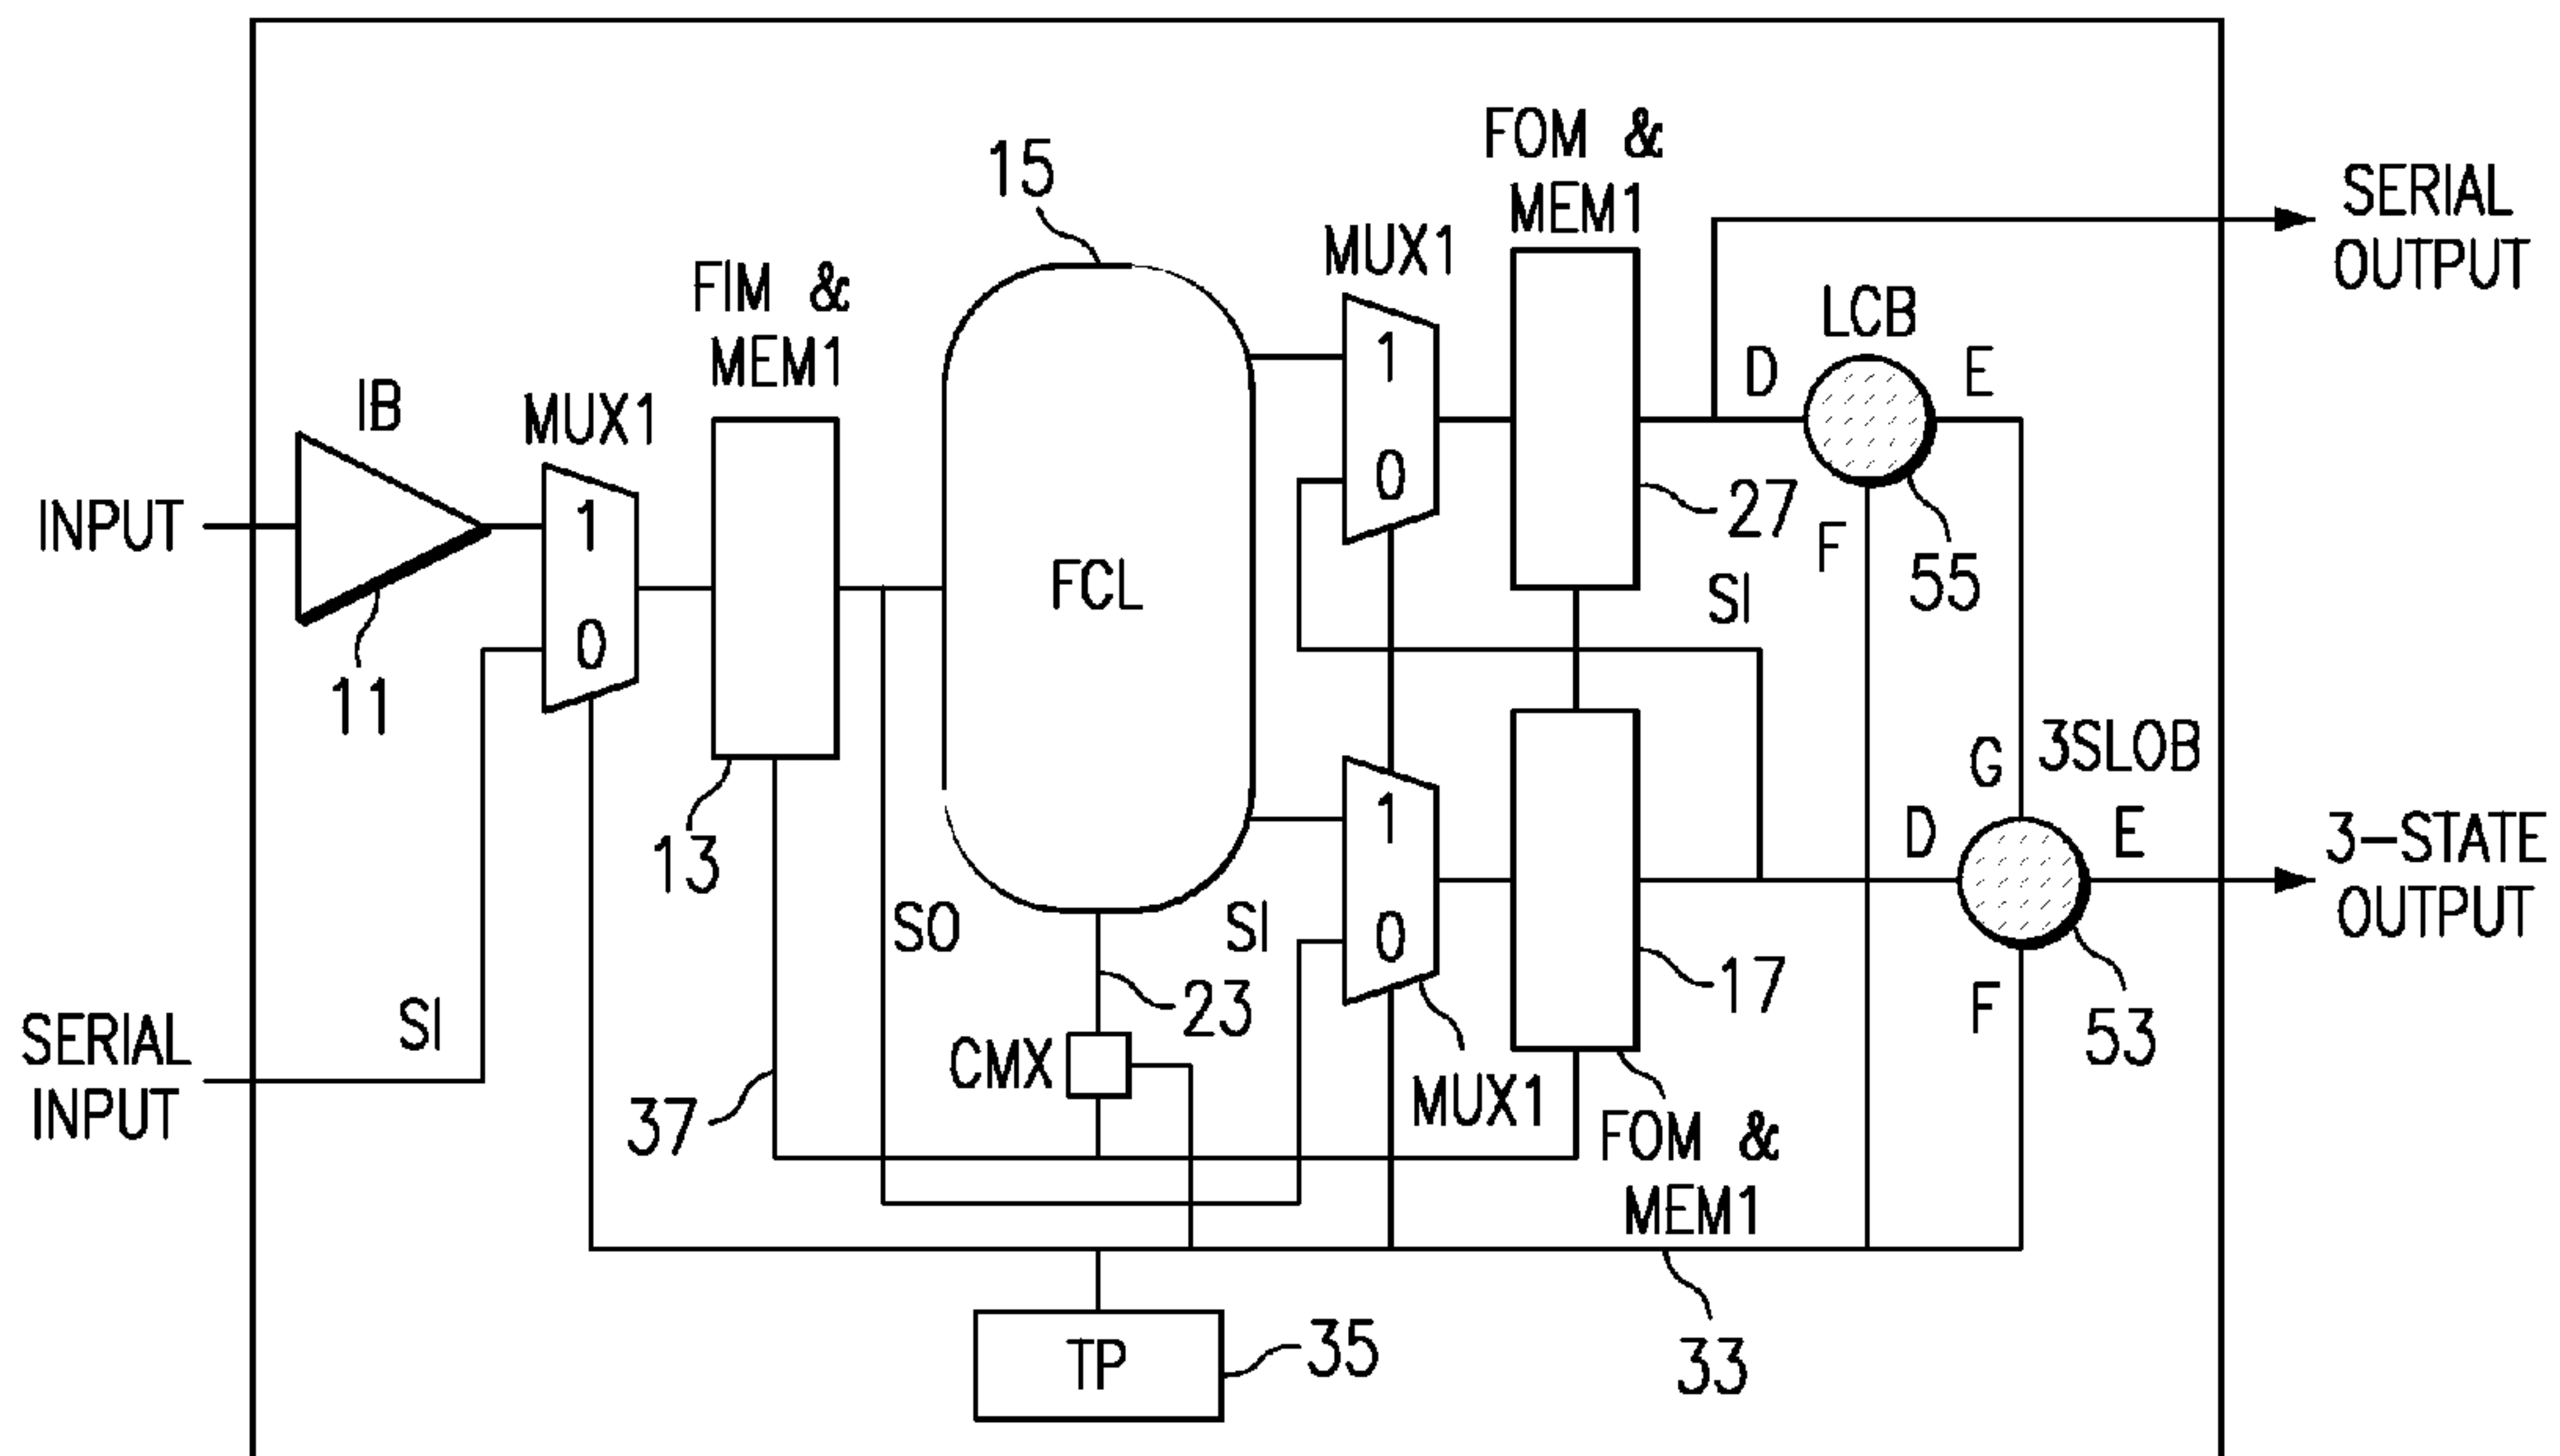 FOM &
MEM1
15
SERIAL
OUTPUT
MUX1
FIM &
MEM1
LCB
1
D
E
IB
MUX1
0
27
INPUT
1
F
55
FCL
SI
0
11
G
3SLOB
13
1
D
E
3-STATE
OUTPUT
SO
SI
0
17
SI
23
F
53
SERIAL
INPUT
CMX
37
MUX1
FOM &
MEM1
TP
35
33